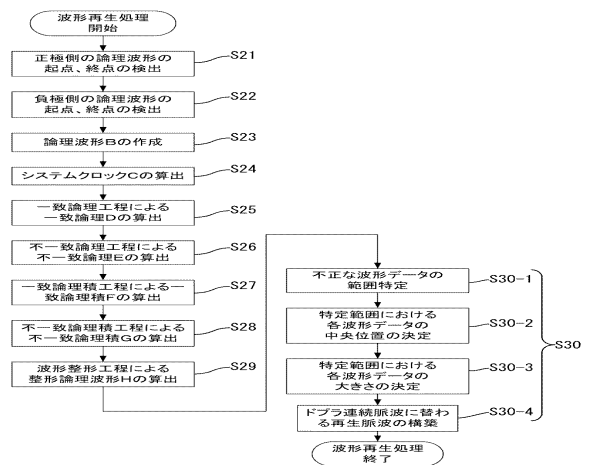 波形再生処理
開始
正極側の論理波形の
起点、終点の検出
S21
負極側の論理波形の
起点、終点の検出
S22
論理波形Bの作成
S23
システムクロックCの算出
S24
一致論理工程による
一致論理Dの算出
S25
不一致論理工程による
不一致論理Eの算出
S26
一致論理積工程による一
致論理積Fの算出
S27
不一致論理積工程による
不一致論理積Gの算出
S28
波形整形工程による
整形論理波形Hの算出
S29
不正な波形データの
範囲特定
S30-1
特定範囲における
各波形データの
中央位置の決定
S30-2
特定範囲における
各波形データの
大きさの決定
S30-3
ドプラ連続脈波に替わ
る再生脈波の構築
S30-4
S30
波形再生処理
終了